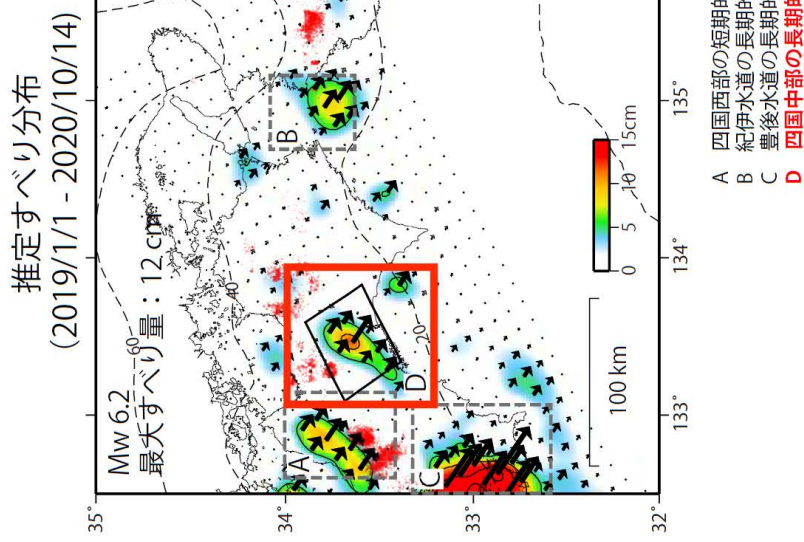 推定すべり分布
(2019/1/1 - 2020/10/14)
Mw 6.2
最大すべり量：12 cm
60
40
20
35°
34°
33°
32°
133°
134°
135°
A
B
C
D
0
5
10
15cm
100 km
A 四国西部の短期的
B 紀伊水道の長期的
C 豊後水道の長期的
D 四国中部の長期的